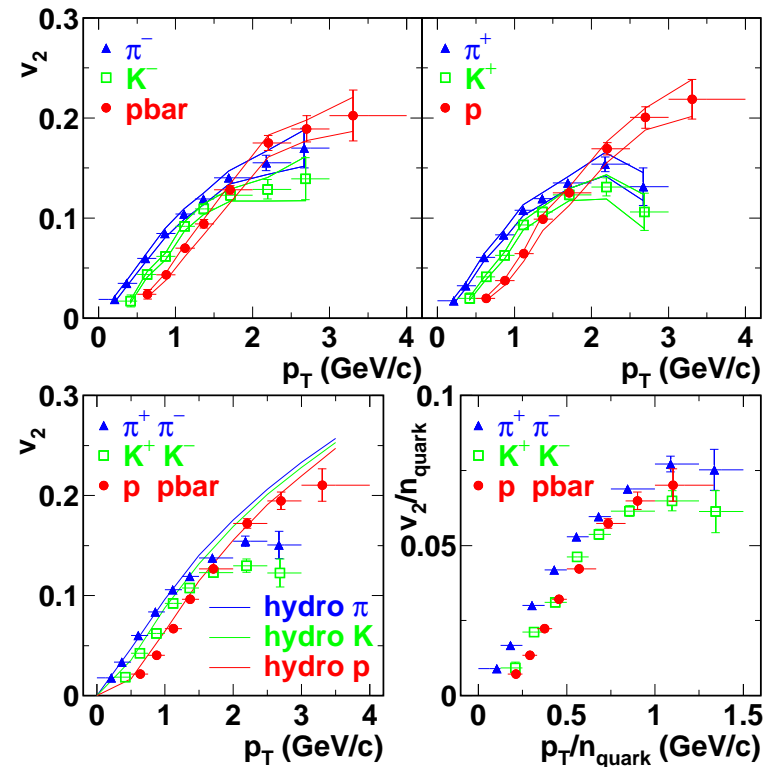 0.3
v2
π−
K−
pbar
π+
K+
p
0.2
0.1
0
0 1 2 3 4
1 2 3 4
pT (GeV/c)
pT (GeV/c)
0.3
v2
π+ π−
K+ K−
p pbar
0.2
0.1
0
hydro π
hydro K
hydro p
0 1 2 3 4
pT (GeV/c)
0.1
v2/nquark
π+ π−
K+ K−
p pbar
0.05
0
0 0.5 1 1.5
pT/nquark (GeV/c)